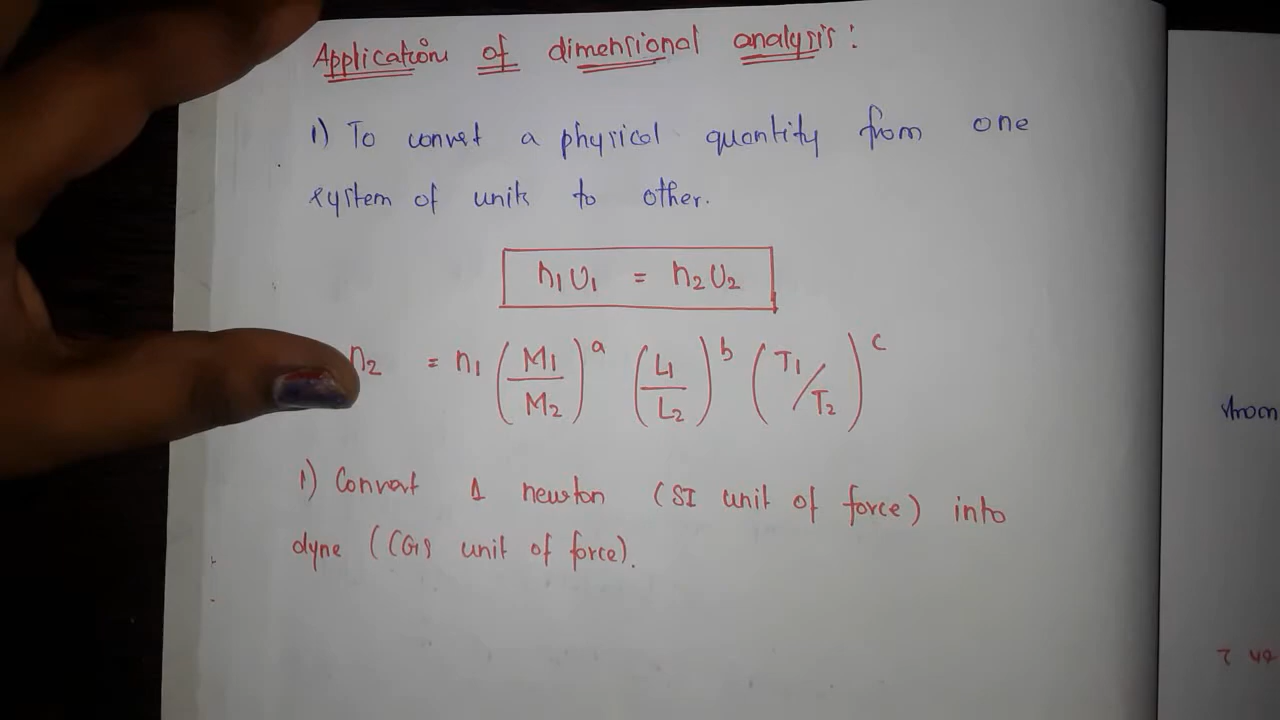 Application of dimensional analysis:
1) To convert a physical quantity from one
system of units to other.
n₁u₁ = n₂u₂
n₂ = n₁ (M₁/M₂)ᵃ (L₁/L₂)ᵇ (T₁/T₂)ᶜ
1) Convert 1 newton (SI unit of force) into
dyne (CGS unit of force).